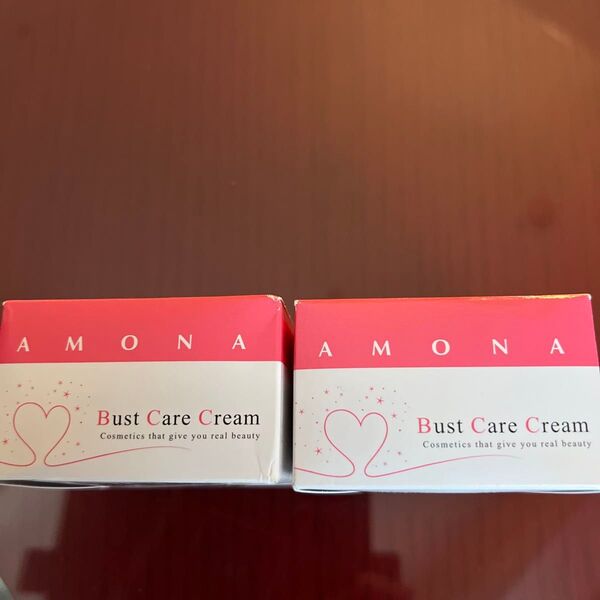 AMONA
Bust Care Cream
Cosmetics that give you real beauty
AMONA
Bust Care Cream
Cosmetics that give you real beauty